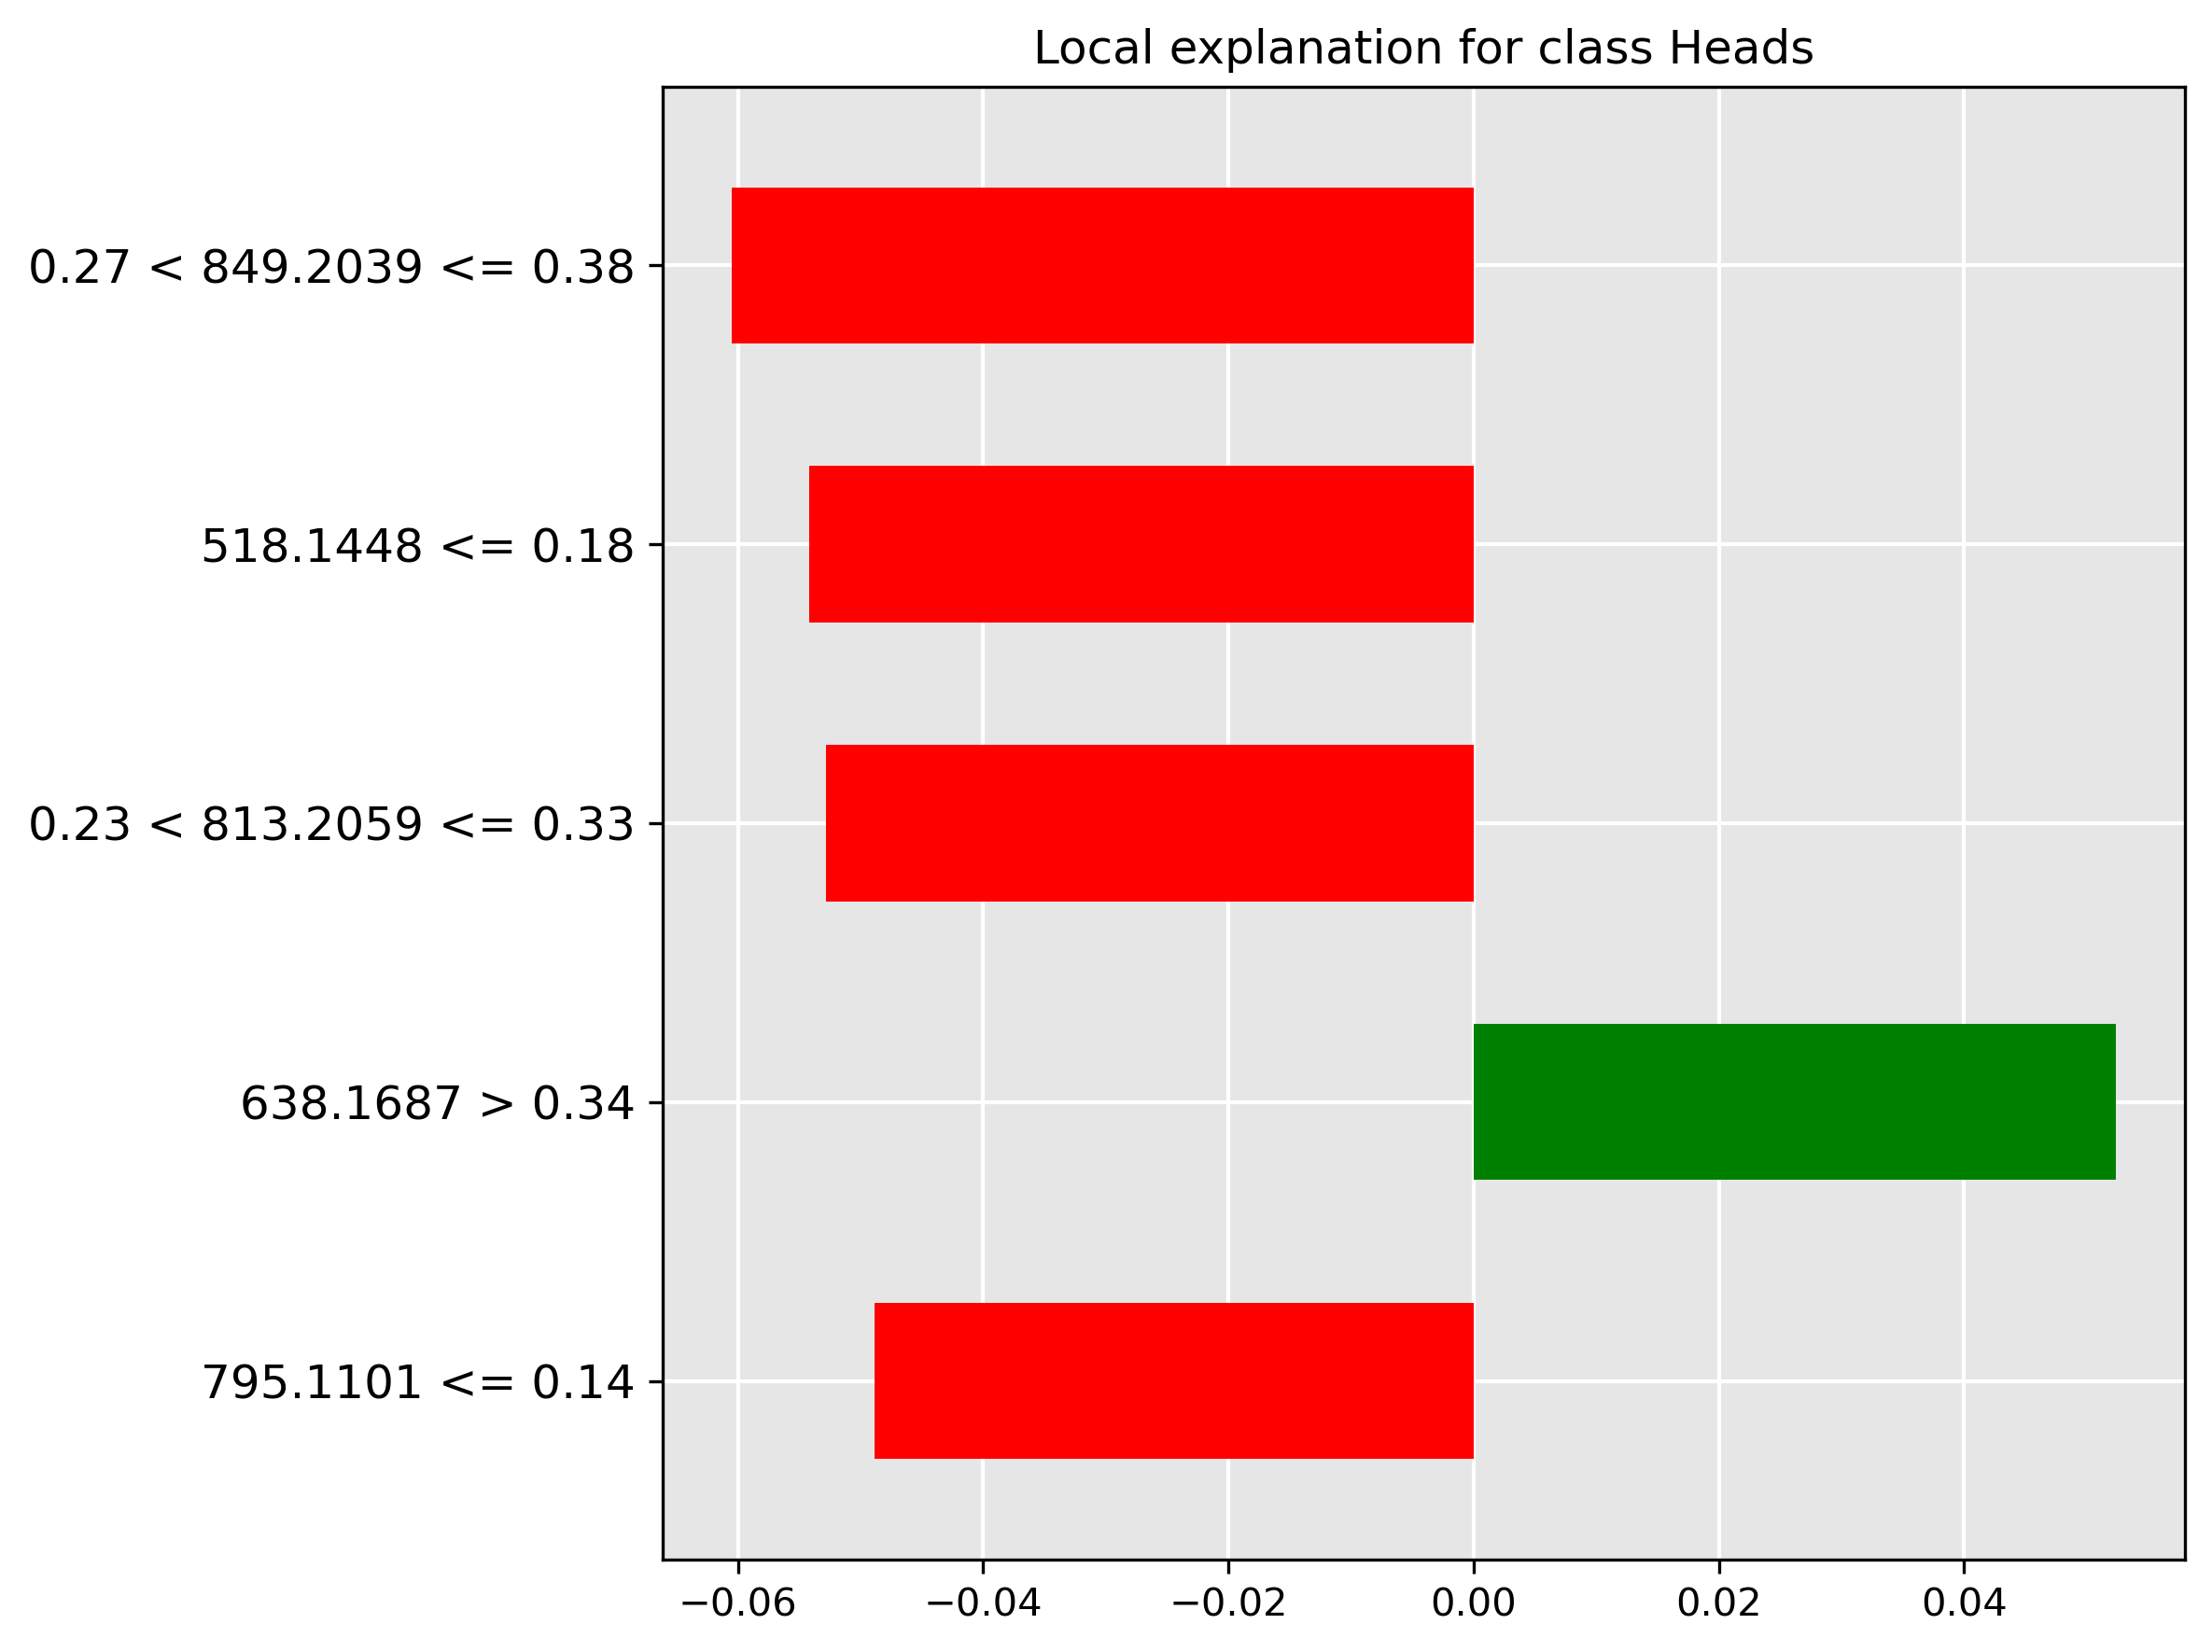 Local explanation for class Heads
0.27 < 849.2039 <= 0.38
518.1448 <= 0.18
0.23 < 813.2059 <= 0.33
638.1687 > 0.34
795.1101 <= 0.14
−0.06 −0.04 −0.02 0.00 0.02 0.04